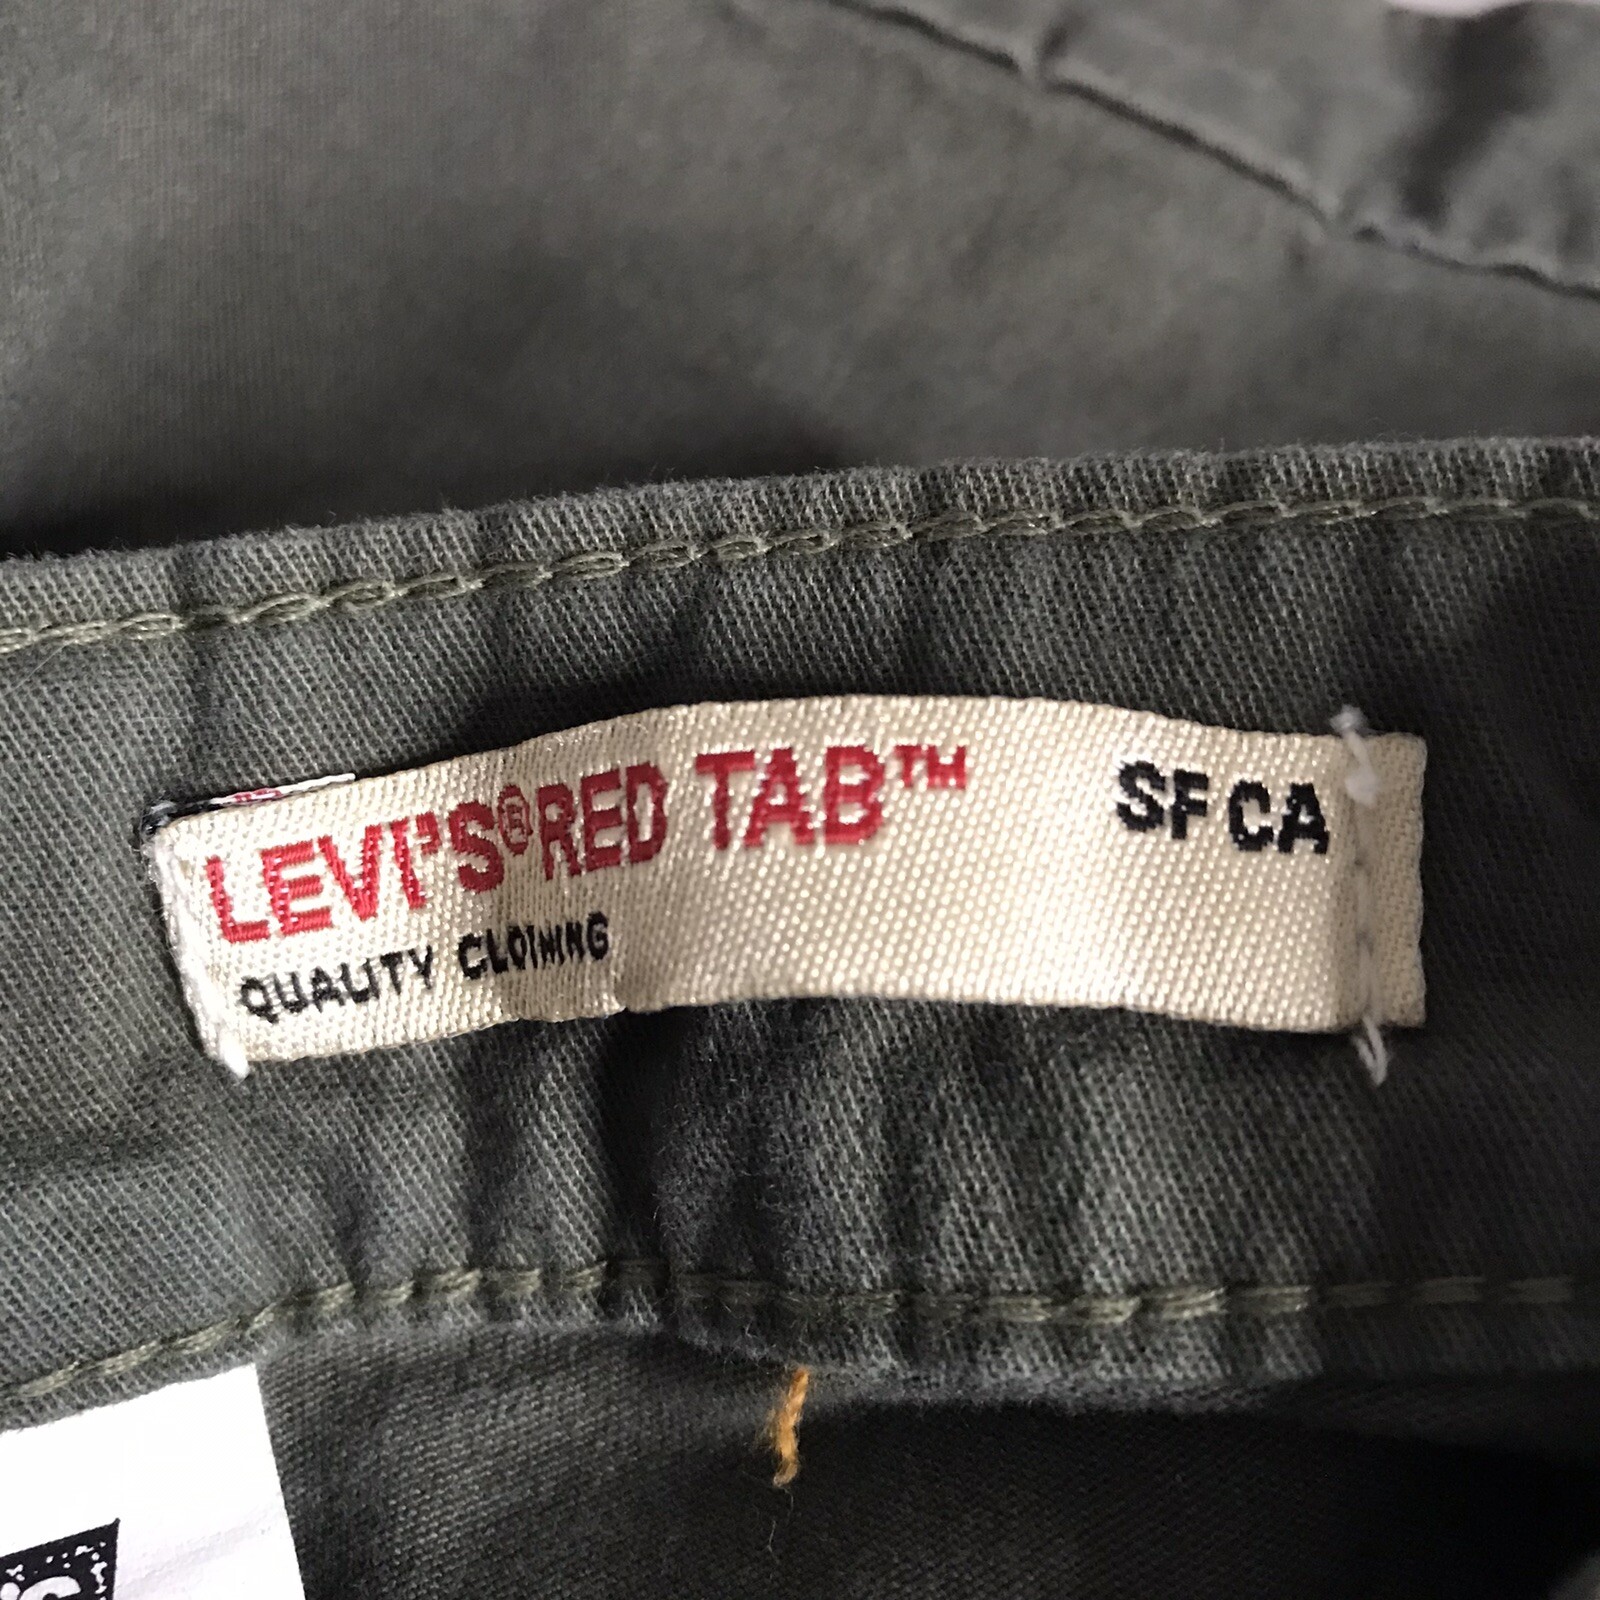 LEVI'S® RED TAB™ SF CA
QUALITY CLOTHING